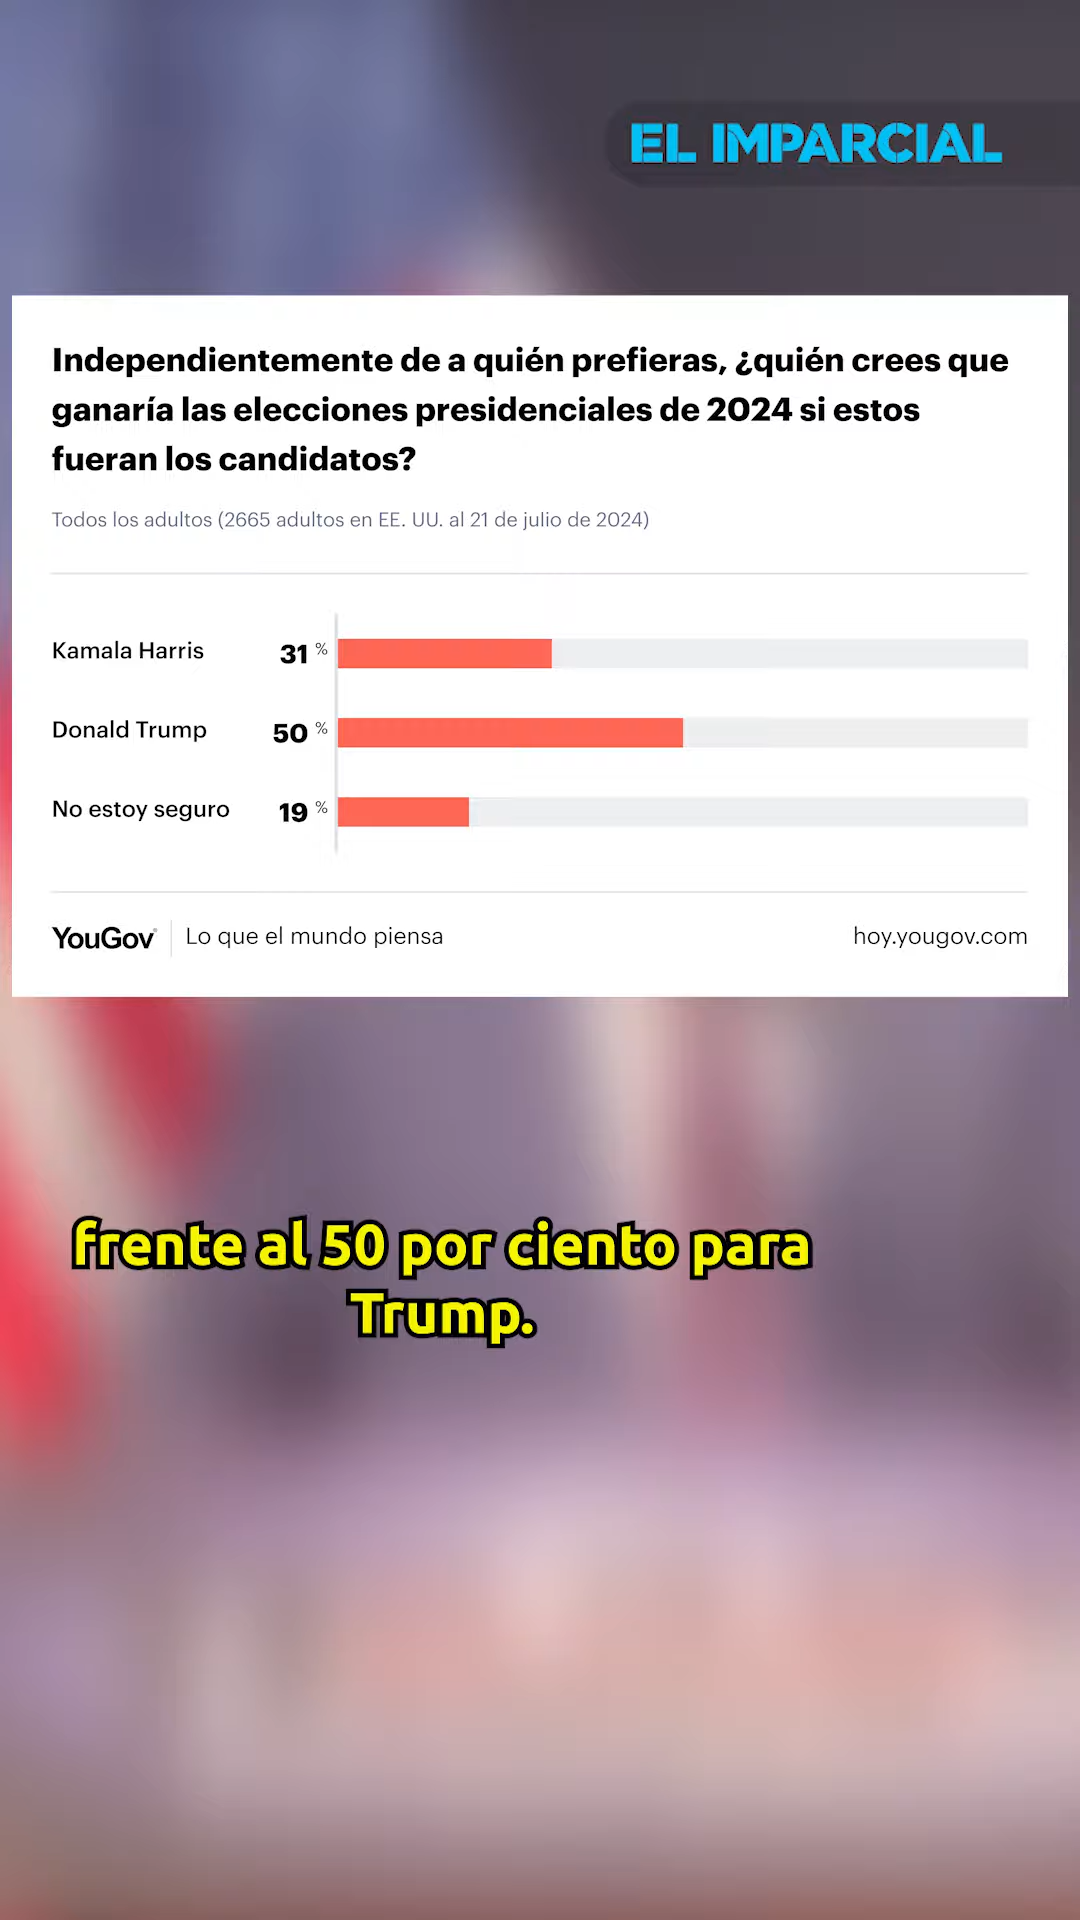 EL IMPARCIAL
Independientemente de a quién prefieras, ¿quién crees que
ganaría las elecciones presidenciales de 2024 si estos
fueran los candidatos?
Todos los adultos (2665 adultos en EE. UU. al 21 de julio de 2024)
Kamala Harris 31 %
Donald Trump 50 %
No estoy seguro 19 %
YouGov® Lo que el mundo piensa hoy.yougov.com
frente al 50 por ciento para
Trump.